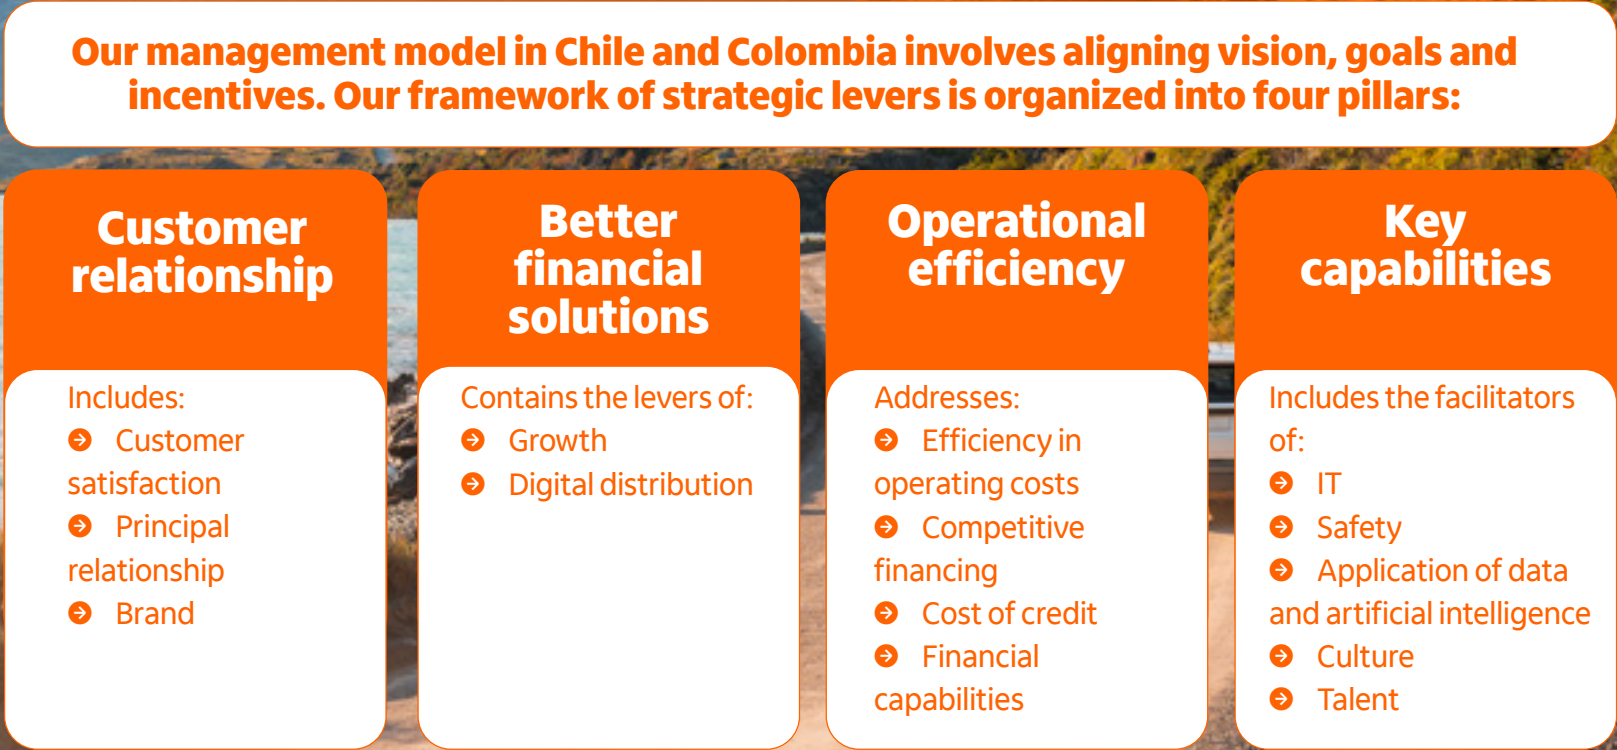 Our management model in Chile and Colombia involves aligning vision, goals and
incentives. Our framework of strategic levers is organized into four pillars:
Customer
relationship
Includes:
Customer
satisfaction
Principal
relationship
Brand
Better
financial
solutions
Contains the levers of:
Growth
Digital distribution
Operational
efficiency
Addresses:
Efficiency in
operating costs
Competitive
financing
Cost of credit
Financial
capabilities
Key
capabilities
Includes the facilitators
of:
IT
Safety
Application of data
and artificial intelligence
Culture
Talent